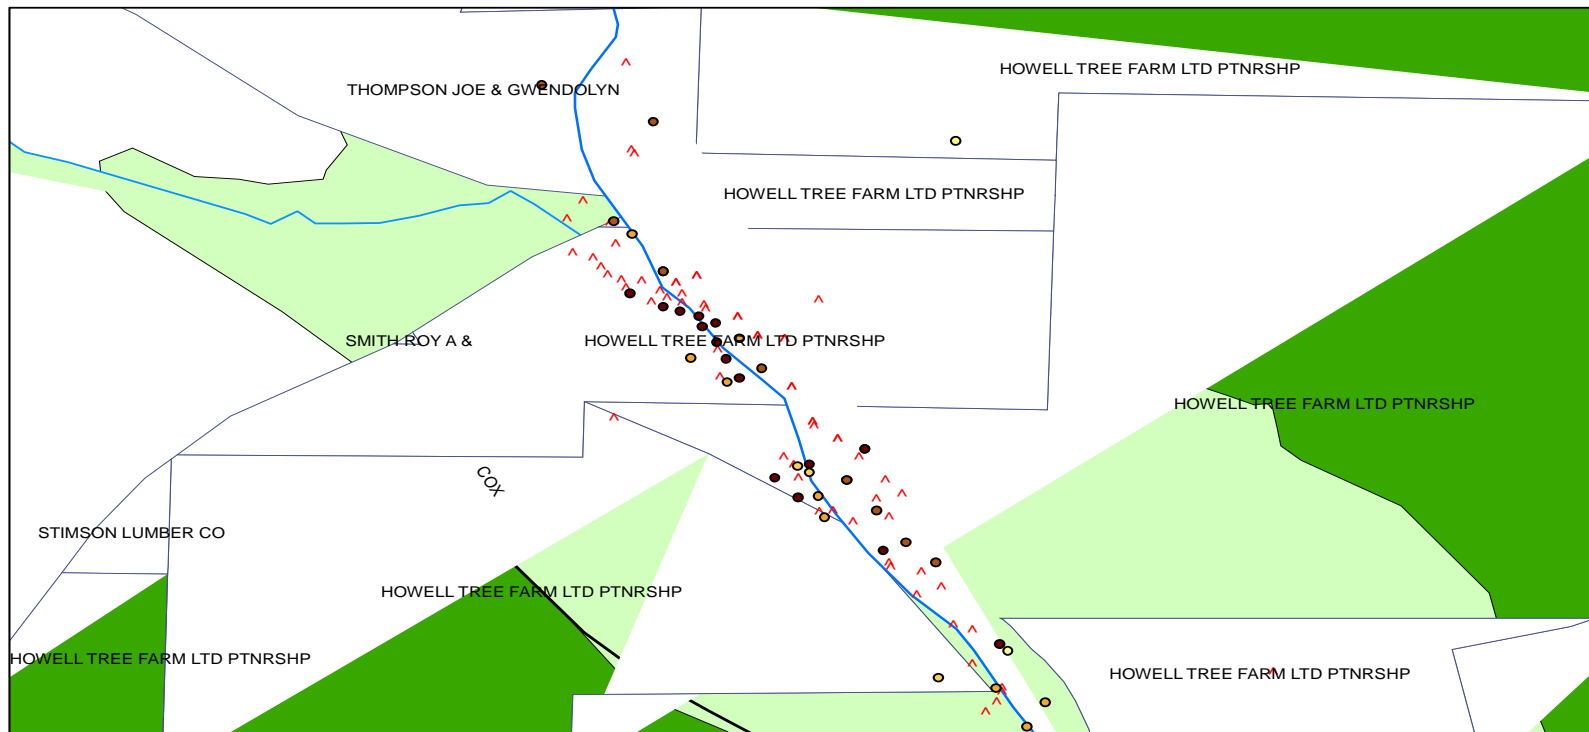 HOWELL TREE FARM LTD PTNRSHP
THOMPSON JOE & GWENDOLYN
HOWELL TREE FARM LTD PTNRSHP
SMITH ROY A &
HOWELL TREE FARM LTD PTNRSHP
HOWELL TREE FARM LTD PTNRSHP
COX
STIMSON LUMBER CO
HOWELL TREE FARM LTD PTNRSHP
HOWELL TREE FARM LTD PTNRSHP
HOWELL TREE FARM LTD PTNRSHP